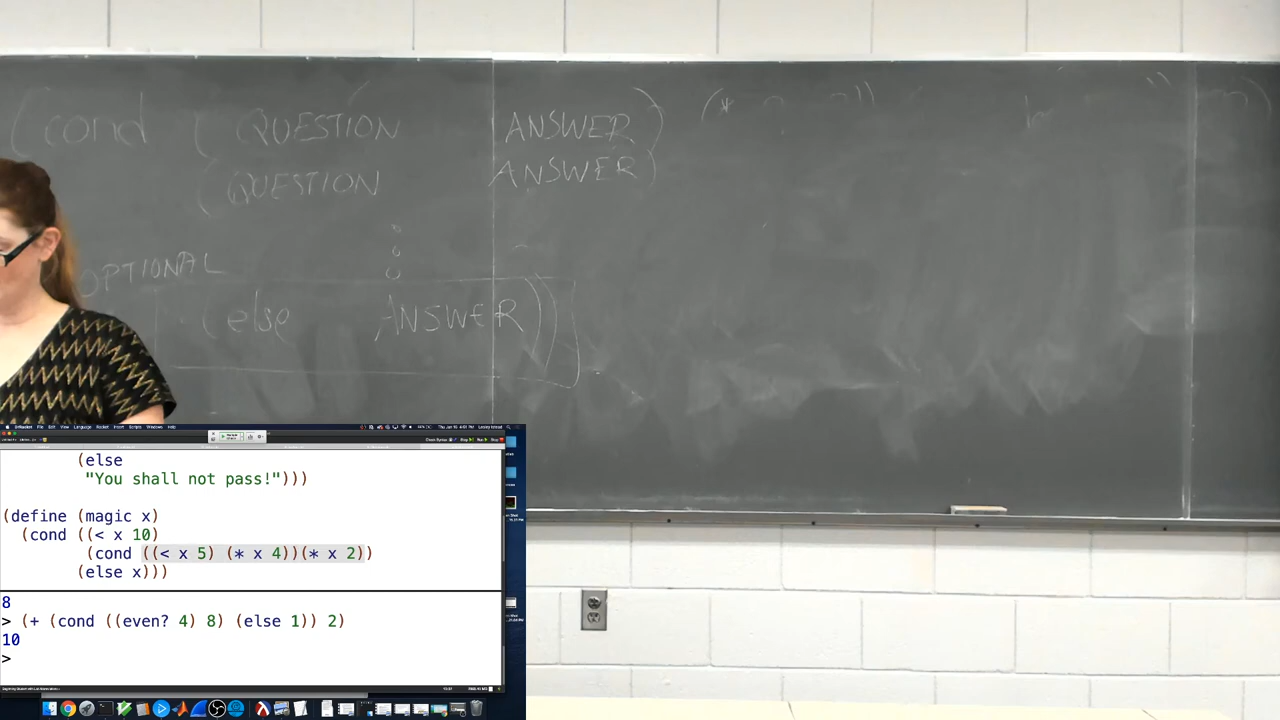 (cond ( QUESTION ANSWER)
(QUESTION ANSWER)
OPTIONAL
(else ANSWER))
(else
"You shall not pass!")))
(define (magic x)
(cond ((< x 10)
(cond ((< x 5) (* x 4))(* x 2))
(else x)))
8
> (+ (cond ((even? 4) 8) (else 1)) 2)
10
>